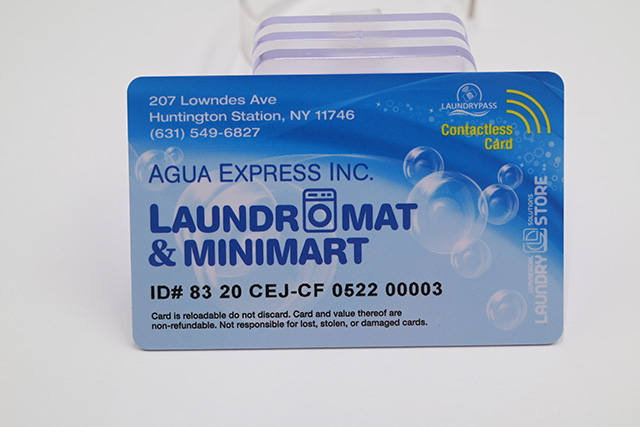 207 Lowndes Ave
Huntington Station, NY 11746
(631) 549-6827
LAUNDRYPASS
Contactless
Card
AGUA EXPRESS INC.
LAUNDROMAT
& MINIMART
ID# 83 20 CEJ-CF 0522 00003
Card is reloadable do not discard. Card and value thereof are
non-refundable. Not responsible for lost, stolen, or damaged cards.
LAUNDRY
SOLUTIONS
STORE